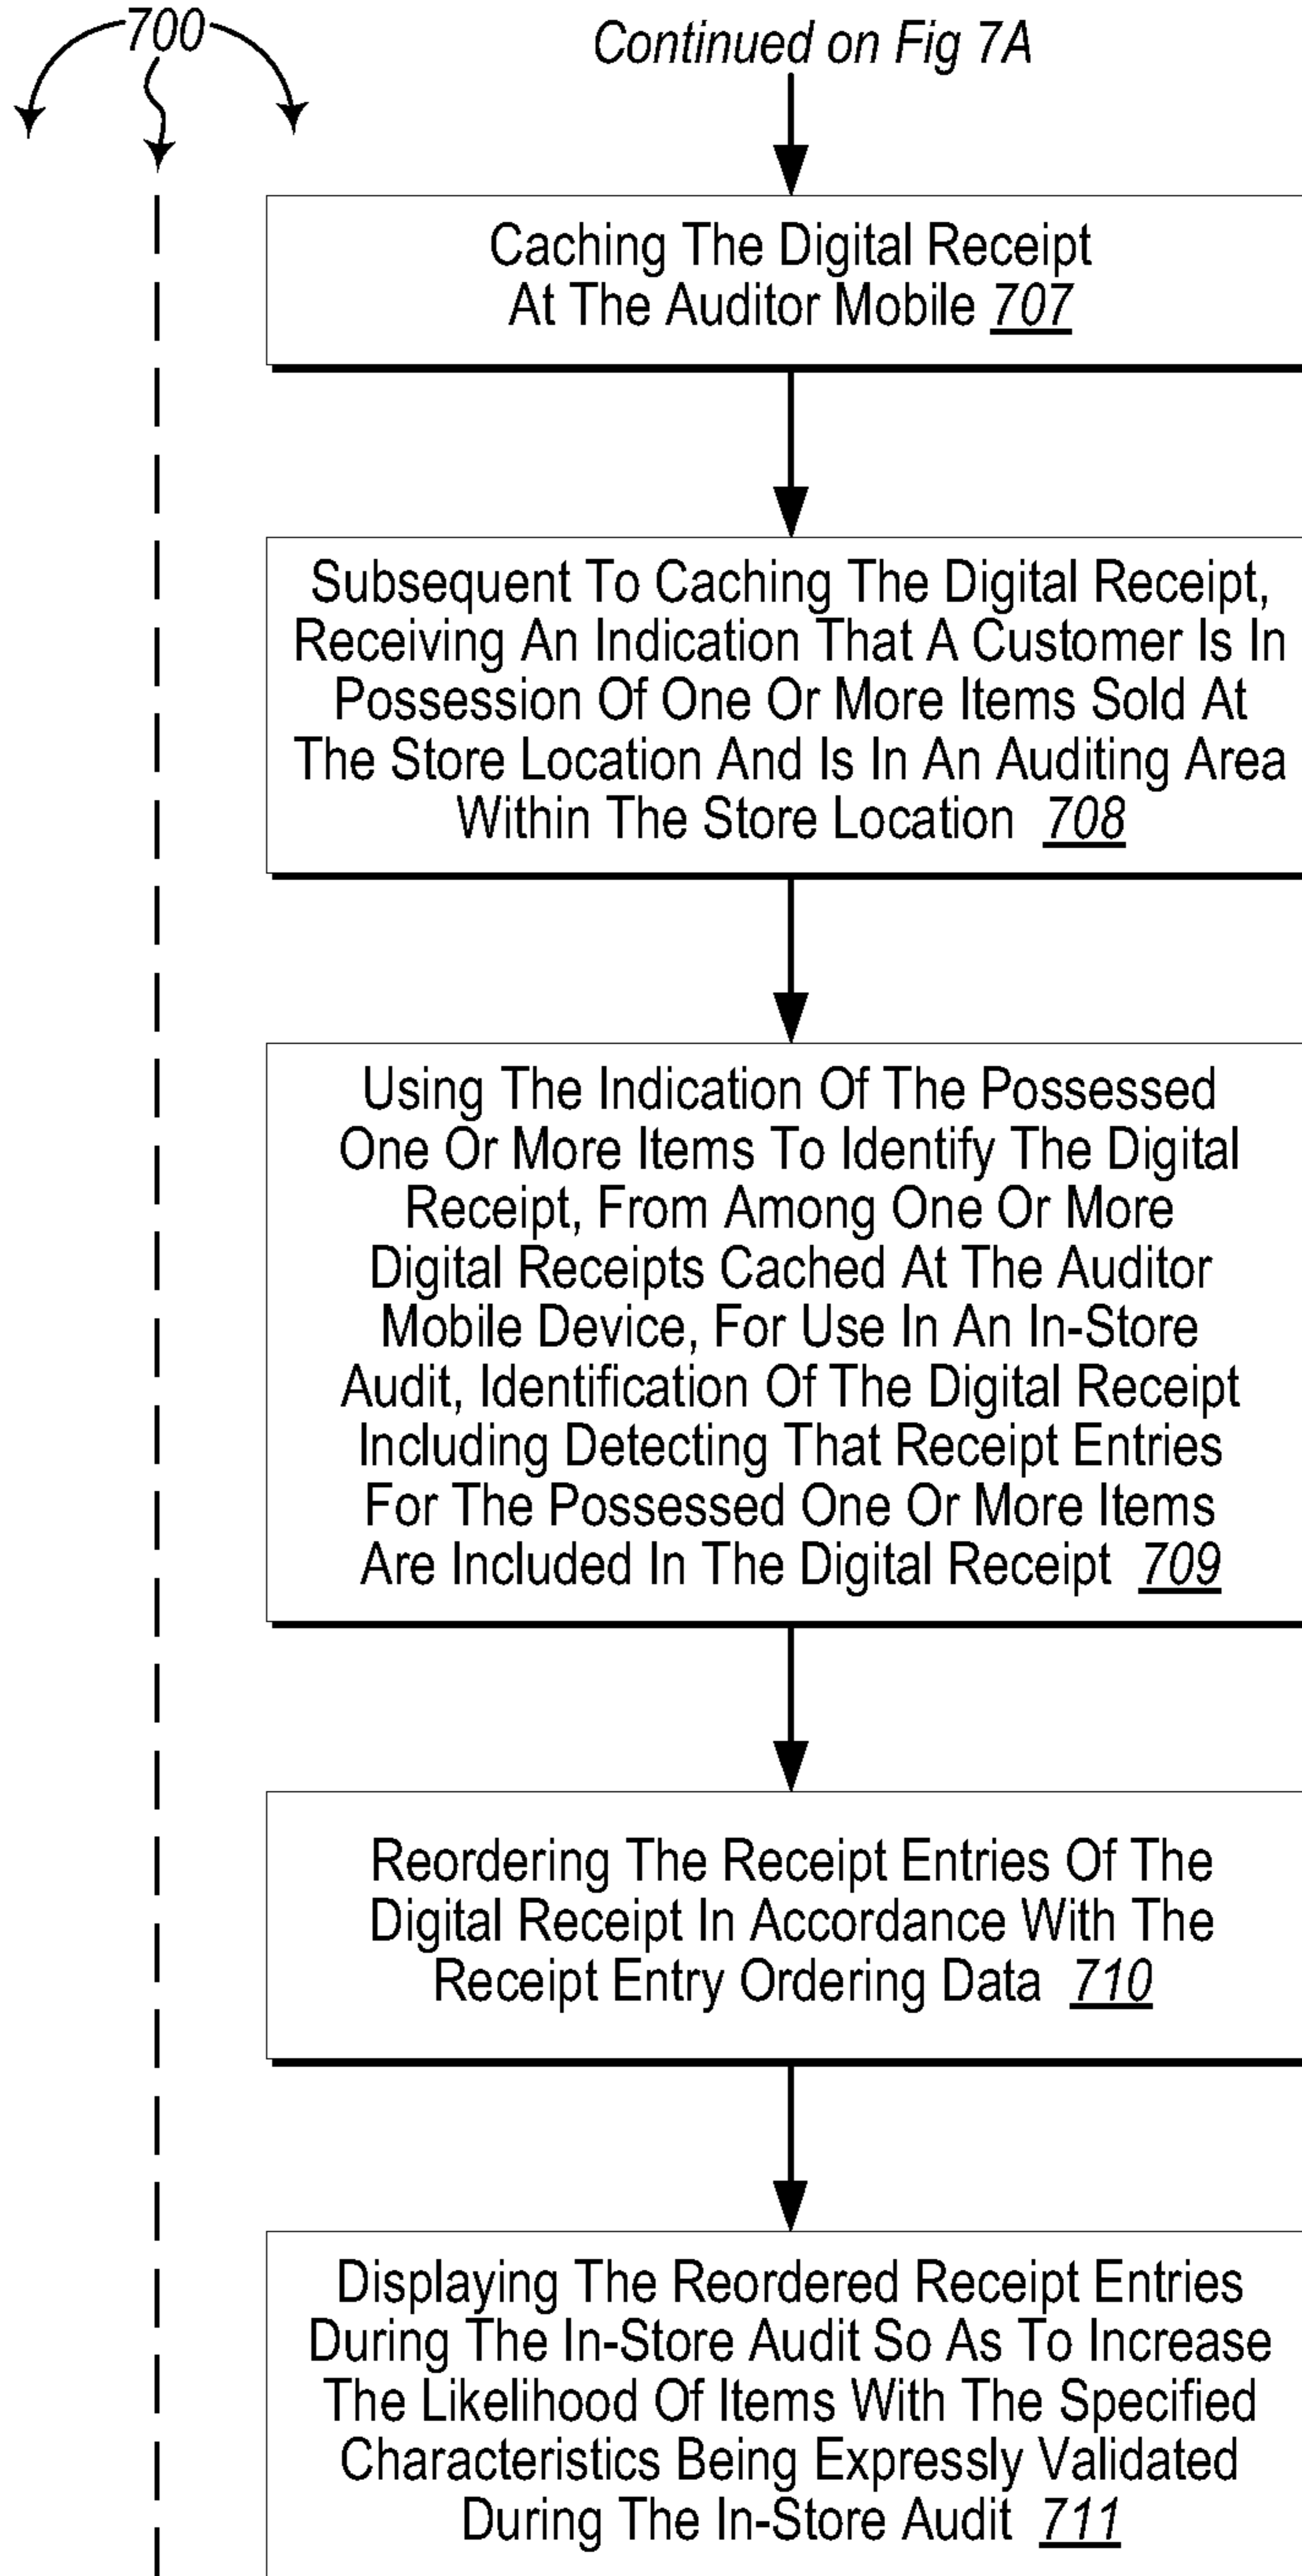 700
Continued on Fig 7A
Caching The Digital Receipt
At The Auditor Mobile 707
Subsequent To Caching The Digital Receipt,
Receiving An Indication That A Customer Is In
Possession Of One Or More Items Sold At
The Store Location And Is In An Auditing Area
Within The Store Location 708
Using The Indication Of The Possessed
One Or More Items To Identify The Digital
Receipt, From Among One Or More
Digital Receipts Cached At The Auditor
Mobile Device, For Use In An In-Store
Audit, Identification Of The Digital Receipt
Including Detecting That Receipt Entries
For The Possessed One Or More Items
Are Included In The Digital Receipt 709
Reordering The Receipt Entries Of The
Digital Receipt In Accordance With The
Receipt Entry Ordering Data 710
Displaying The Reordered Receipt Entries
During The In-Store Audit So As To Increase
The Likelihood Of Items With The Specified
Characteristics Being Expressly Validated
During The In-Store Audit 711